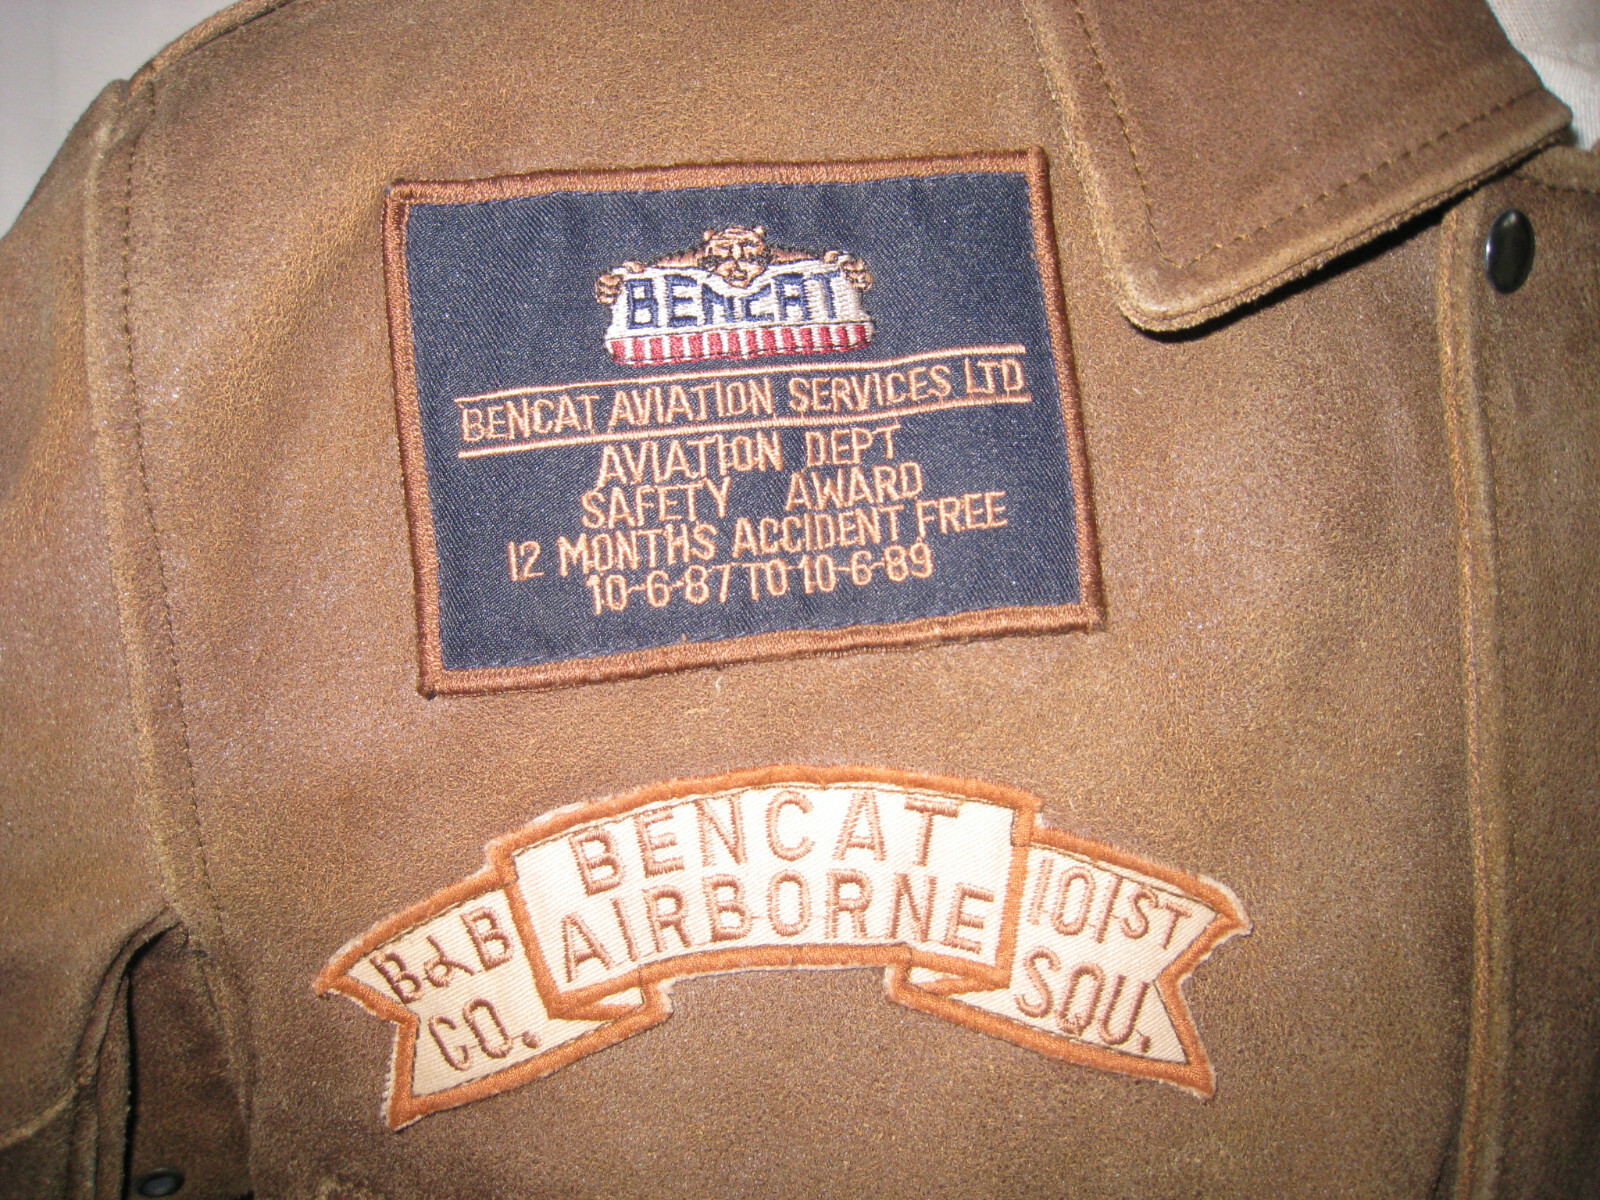 BENCAT
BENCAT AVIATION SERVICES LTD
AVIATION DEPT
SAFETY AWARD
12 MONTHS ACCIDENT FREE
10-6-87 TO 10-6-89
BENCAT
AIRBORNE
B&B
CO.
101ST
SQU.